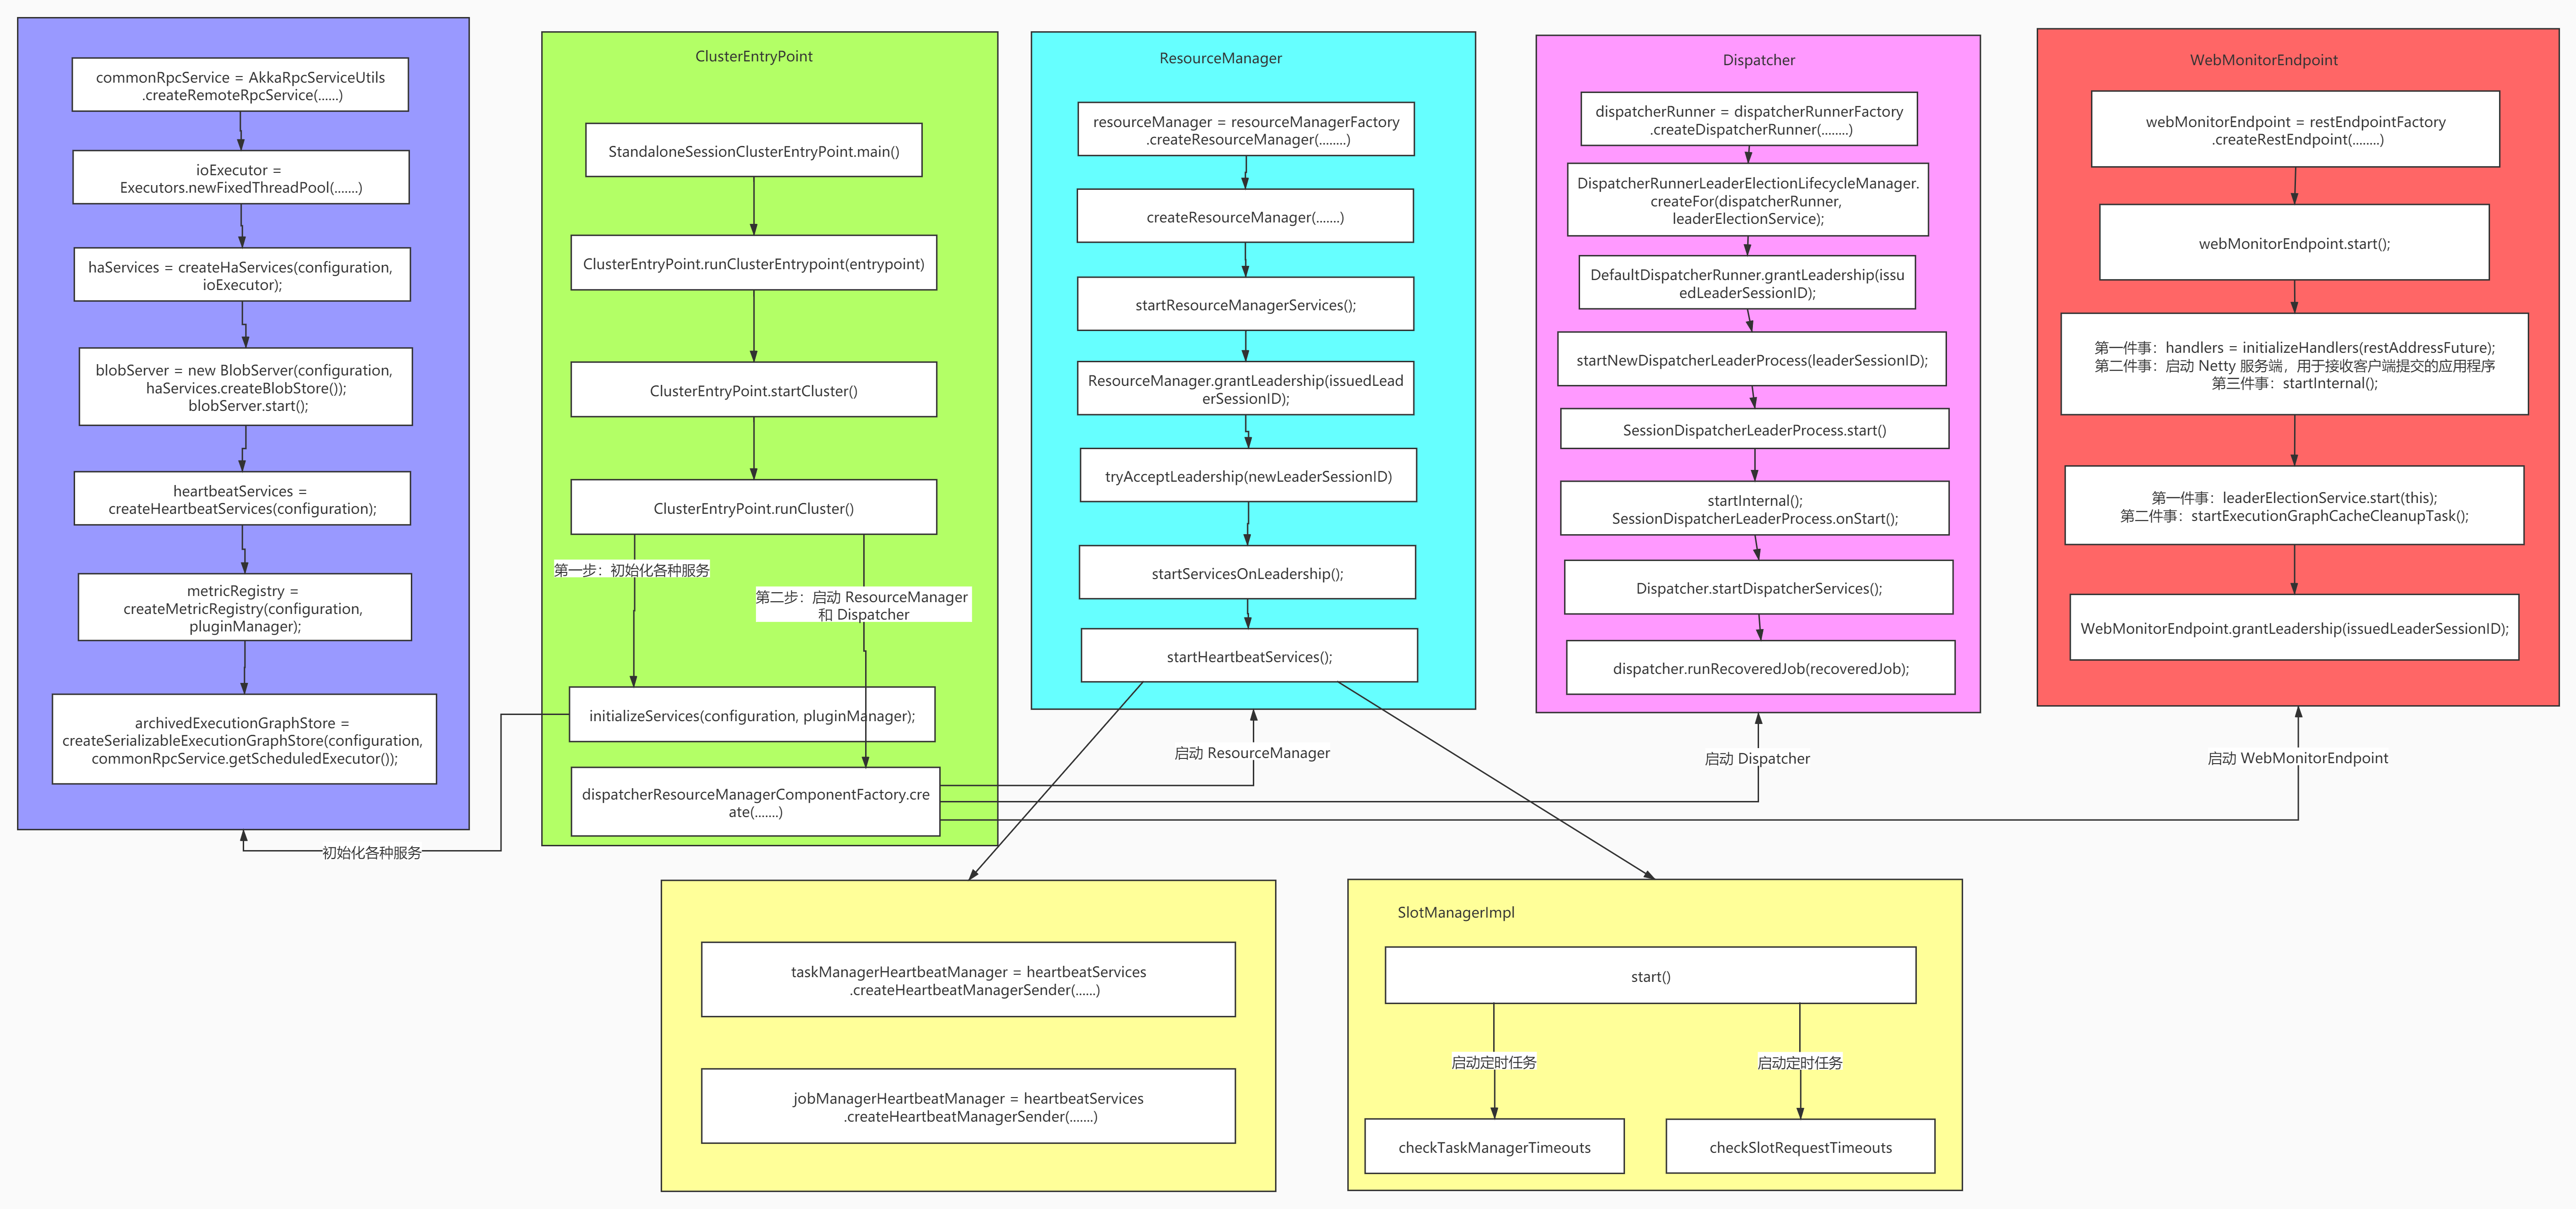 commonRpcService = AkkaRpcServiceUtils
.createRemoteRpcService(......)
ioExecutor =
Executors.newFixedThreadPool(.......)
haServices = createHaServices(configuration,
ioExecutor);
blobServer = new BlobServer(configuration,
haServices.createBlobStore());
blobServer.start();
heartbeatServices =
createHeartbeatServices(configuration);
metricRegistry =
createMetricRegistry(configuration,
pluginManager);
archivedExecutionGraphStore =
createSerializableExecutionGraphStore(configuration,
commonRpcService.getScheduledExecutor());
初始化各种服务
ClusterEntryPoint
StandaloneSessionClusterEntryPoint.main()
ClusterEntryPoint.runClusterEntrypoint(entrypoint)
ClusterEntryPoint.startCluster()
ClusterEntryPoint.runCluster()
第一步：初始化各种服务
第二步：启动 ResourceManager
和 Dispatcher
initializeServices(configuration, pluginManager);
dispatcherResourceManagerComponentFactory.cre
ate(.......)
ResourceManager
resourceManager = resourceManagerFactory
.createResourceManager(........)
createResourceManager(.......)
startResourceManagerServices();
ResourceManager.grantLeadership(issuedLead
erSessionID);
tryAcceptLeadership(newLeaderSessionID)
startServicesOnLeadership();
startHeartbeatServices();
启动 ResourceManager
Dispatcher
dispatcherRunner = dispatcherRunnerFactory
.createDispatcherRunner(........)
DispatcherRunnerLeaderElectionLifecycleManager.
createFor(dispatcherRunner,
leaderElectionService);
DefaultDispatcherRunner.grantLeadership(issu
edLeaderSessionID);
startNewDispatcherLeaderProcess(leaderSessionID);
SessionDispatcherLeaderProcess.start()
startInternal();
SessionDispatcherLeaderProcess.onStart();
Dispatcher.startDispatcherServices();
dispatcher.runRecoveredJob(recoveredJob);
启动 Dispatcher
WebMonitorEndpoint
webMonitorEndpoint = restEndpointFactory
.createRestEndpoint(........)
webMonitorEndpoint.start();
第一件事：handlers = initializeHandlers(restAddressFuture);
第二件事：启动 Netty 服务端，用于接收客户端提交的应用程序
第三件事：startInternal();
第一件事：leaderElectionService.start(this);
第二件事：startExecutionGraphCacheCleanupTask();
WebMonitorEndpoint.grantLeadership(issuedLeaderSessionID);
启动 WebMonitorEndpoint
taskManagerHeartbeatManager = heartbeatServices
.createHeartbeatManagerSender(......)
jobManagerHeartbeatManager = heartbeatServices
.createHeartbeatManagerSender(.......)
SlotManagerImpl
start()
启动定时任务
启动定时任务
checkTaskManagerTimeouts
checkSlotRequestTimeouts